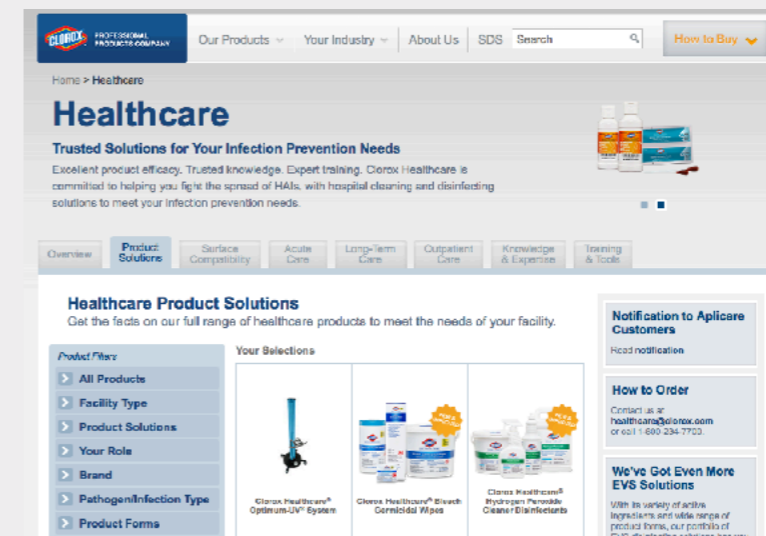 CLOROX
PROFESSIONAL
PRODUCTS COMPANY
Our Products
Your Industry
About Us
SDS
Search
How to Buy
Home > Healthcare
Healthcare
Trusted Solutions for Your Infection Prevention Needs
Excellent product efficacy. Trusted knowledge. Expert training. Clorox Healthcare is
committed to helping you fight the spread of HAIs, with hospital cleaning and disinfecting
solutions to meet your infection prevention needs.
Overview
Product
Solutions
Surface
Compatibility
Acute
Care
Long-Term
Care
Outpatient
Care
Knowledge
& Expertise
Training
& Tools
Healthcare Product Solutions
Get the facts on our full range of healthcare products to meet the needs of your facility.
Product Filters
All Products
Facility Type
Product Solutions
Your Role
Brand
Pathogen/Infection Type
Product Forms
Your Selections
Clorox Healthcare®
Optimum-UV® System
Clorox Healthcare® Bleach
Germicidal Wipes
Clorox Healthcare®
Hydrogen Peroxide
Cleaner Disinfectants
Notification to Aplicare
Customers
Read notification
How to Order
Contact us at
healthcare@clorox.com
or call 1-800-234-7700.
We've Got Even More
EVS Solutions
With its variety of active
ingredients and wide range of
product forms, our portfolio of